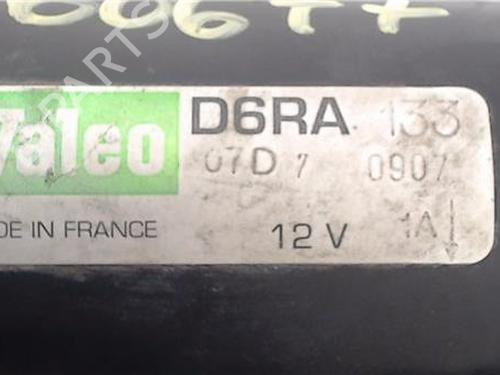 Valeo
D6RA 133
07D 7 0907
DE IN FRANCE
12 V
1A